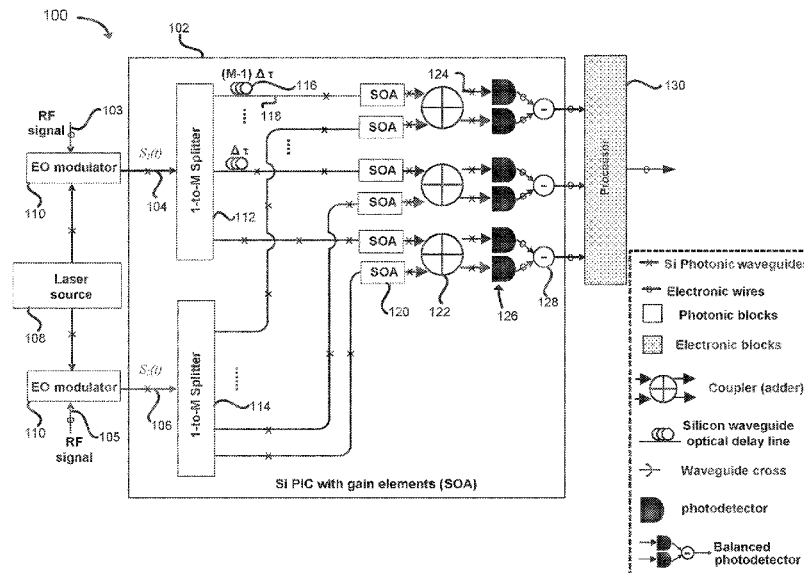 100
102
(M-1) Δ τ
116
118
124
130
103
RF
signal
S₁(t)
EO modulator
110
104
1-to-M Splitter
112
Δ τ
SOA
SOA
SOA
SOA
SOA
SOA
120
122
126
128
Processor
Laser
source
108
S₂(t)
EO modulator
110
106
105
RF
signal
1-to-M Splitter
114
Si PIC with gain elements (SOA)
Si Photonic waveguides
Electronic wires
Photonic blocks
Electronic blocks
Coupler (adder)
Silicon waveguide
optical delay line
Waveguide cross
photodetector
Balanced
photodetector